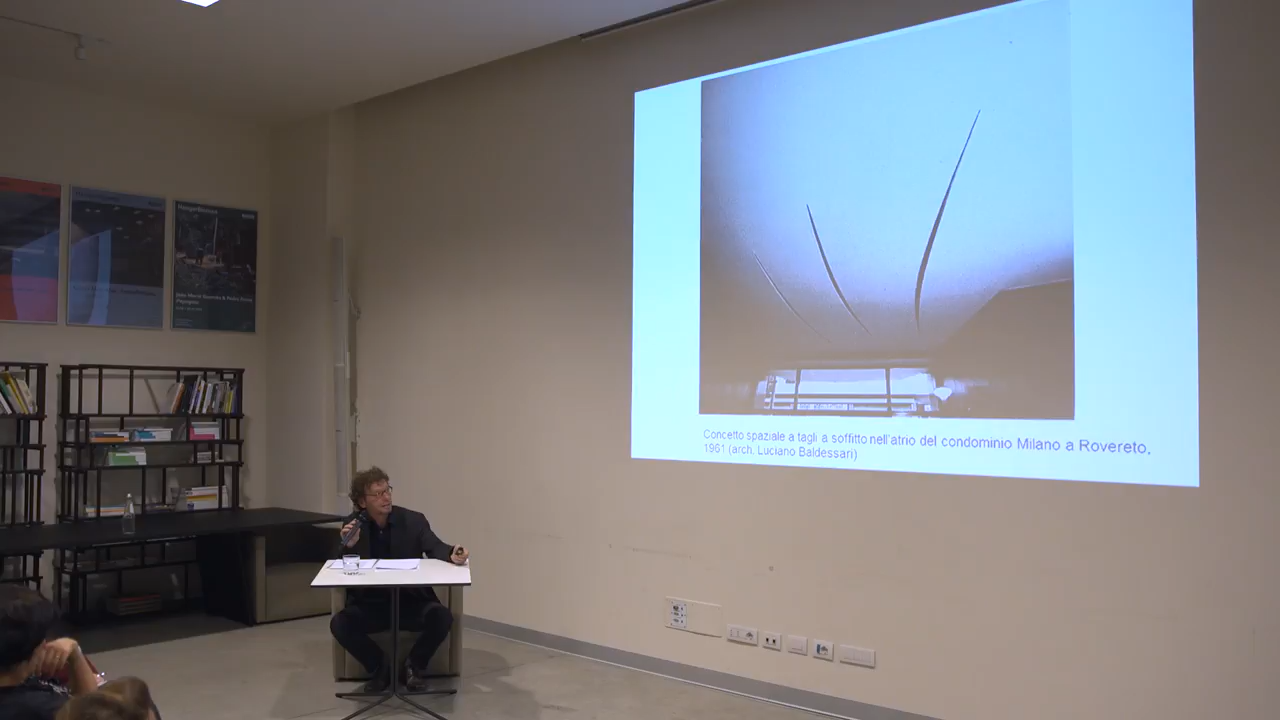 Concetto spaziale a tagli a soffitto nell'atrio del condominio Milano a Rovereto,
1961 (arch. Luciano Baldessari)